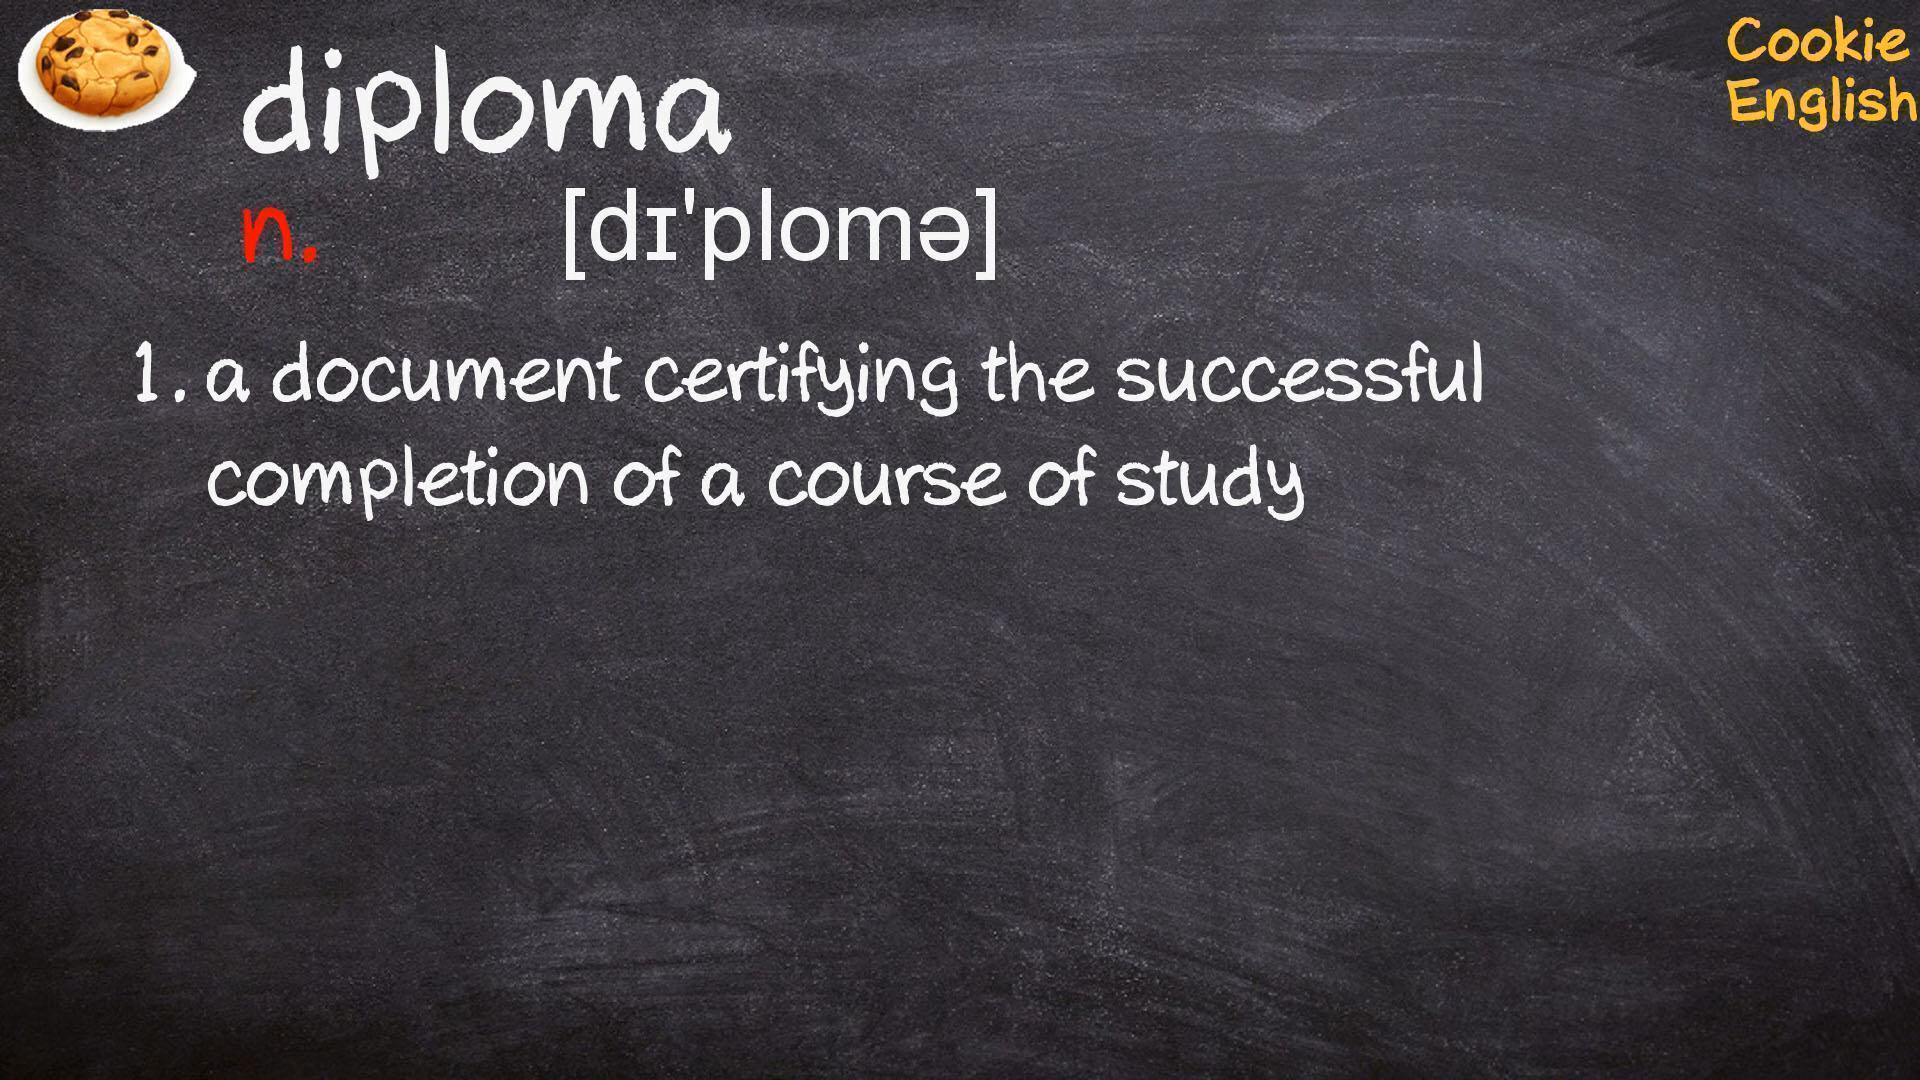 diploma
Cookie
English
n. [dɪ'plomə]
1. a document certifying the successful
completion of a course of study